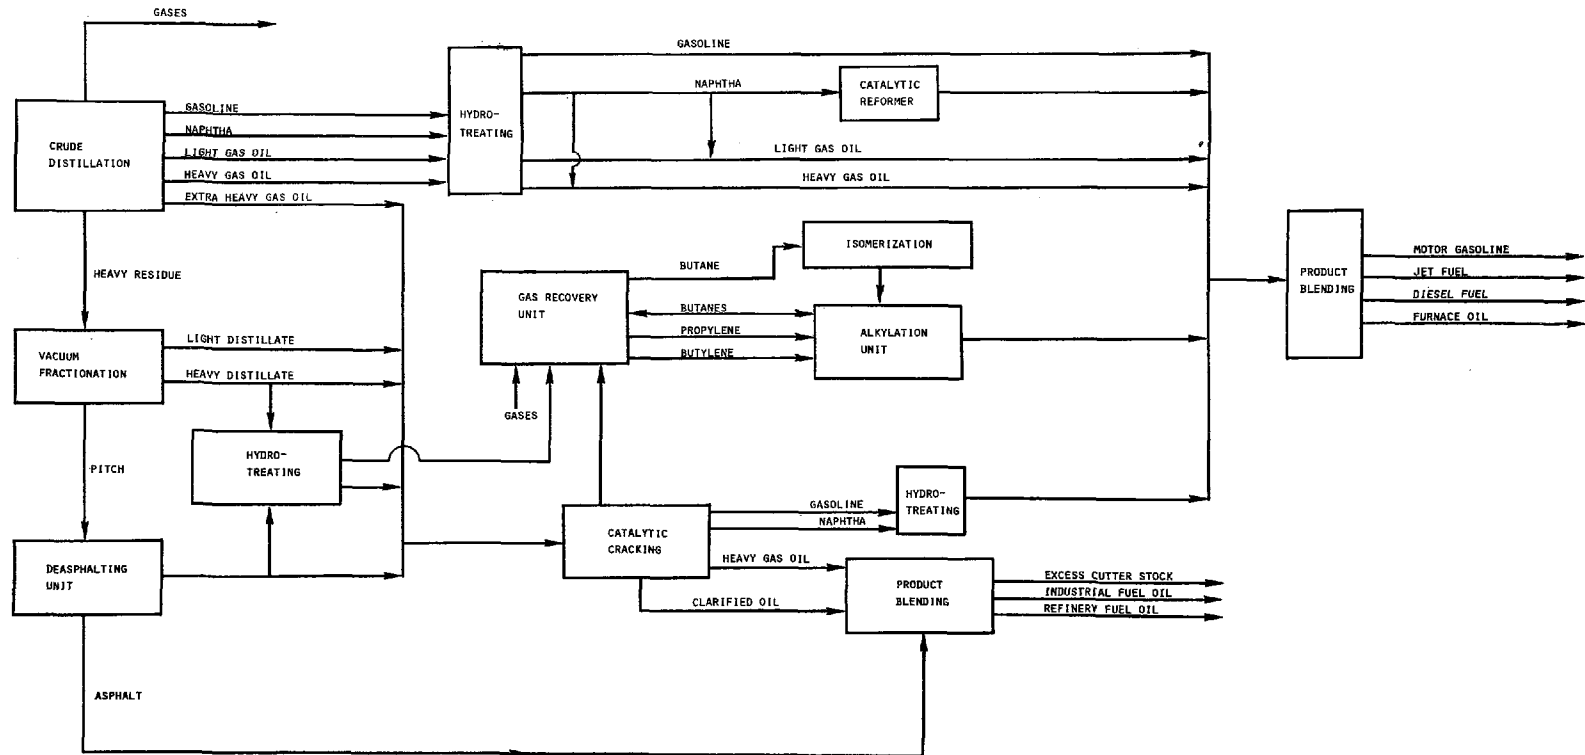 GASES
GASOLINE
HYDRO-
TREATING
NAPHTHA
CATALYTIC
REFORMER
CRUDE
DISTILLATION
GASOLINE
NAPHTHA
LIGHT GAS OIL
HEAVY GAS OIL
EXTRA HEAVY GAS OIL
LIGHT GAS OIL
HEAVY GAS OIL
HEAVY RESIDUE
ISOMERIZATION
BUTANE
GAS RECOVERY
UNIT
BUTANES
PROPYLENE
BUTYLENE
ALKYLATION
UNIT
GASES
PRODUCT
BLENDING
MOTOR GASOLINE
JET FUEL
DIESEL FUEL
FURNACE OIL
VACUUM
FRACTIONATION
LIGHT DISTILLATE
HEAVY DISTILLATE
HYDRO-
TREATING
PITCH
CATALYTIC
CRACKING
GASOLINE
NAPHTHA
HYDRO-
TREATING
HEAVY GAS OIL
CLARIFIED OIL
DEASPHALTING
UNIT
PRODUCT
BLENDING
EXCESS CUTTER STOCK
INDUSTRIAL FUEL OIL
REFINERY FUEL OIL
ASPHALT